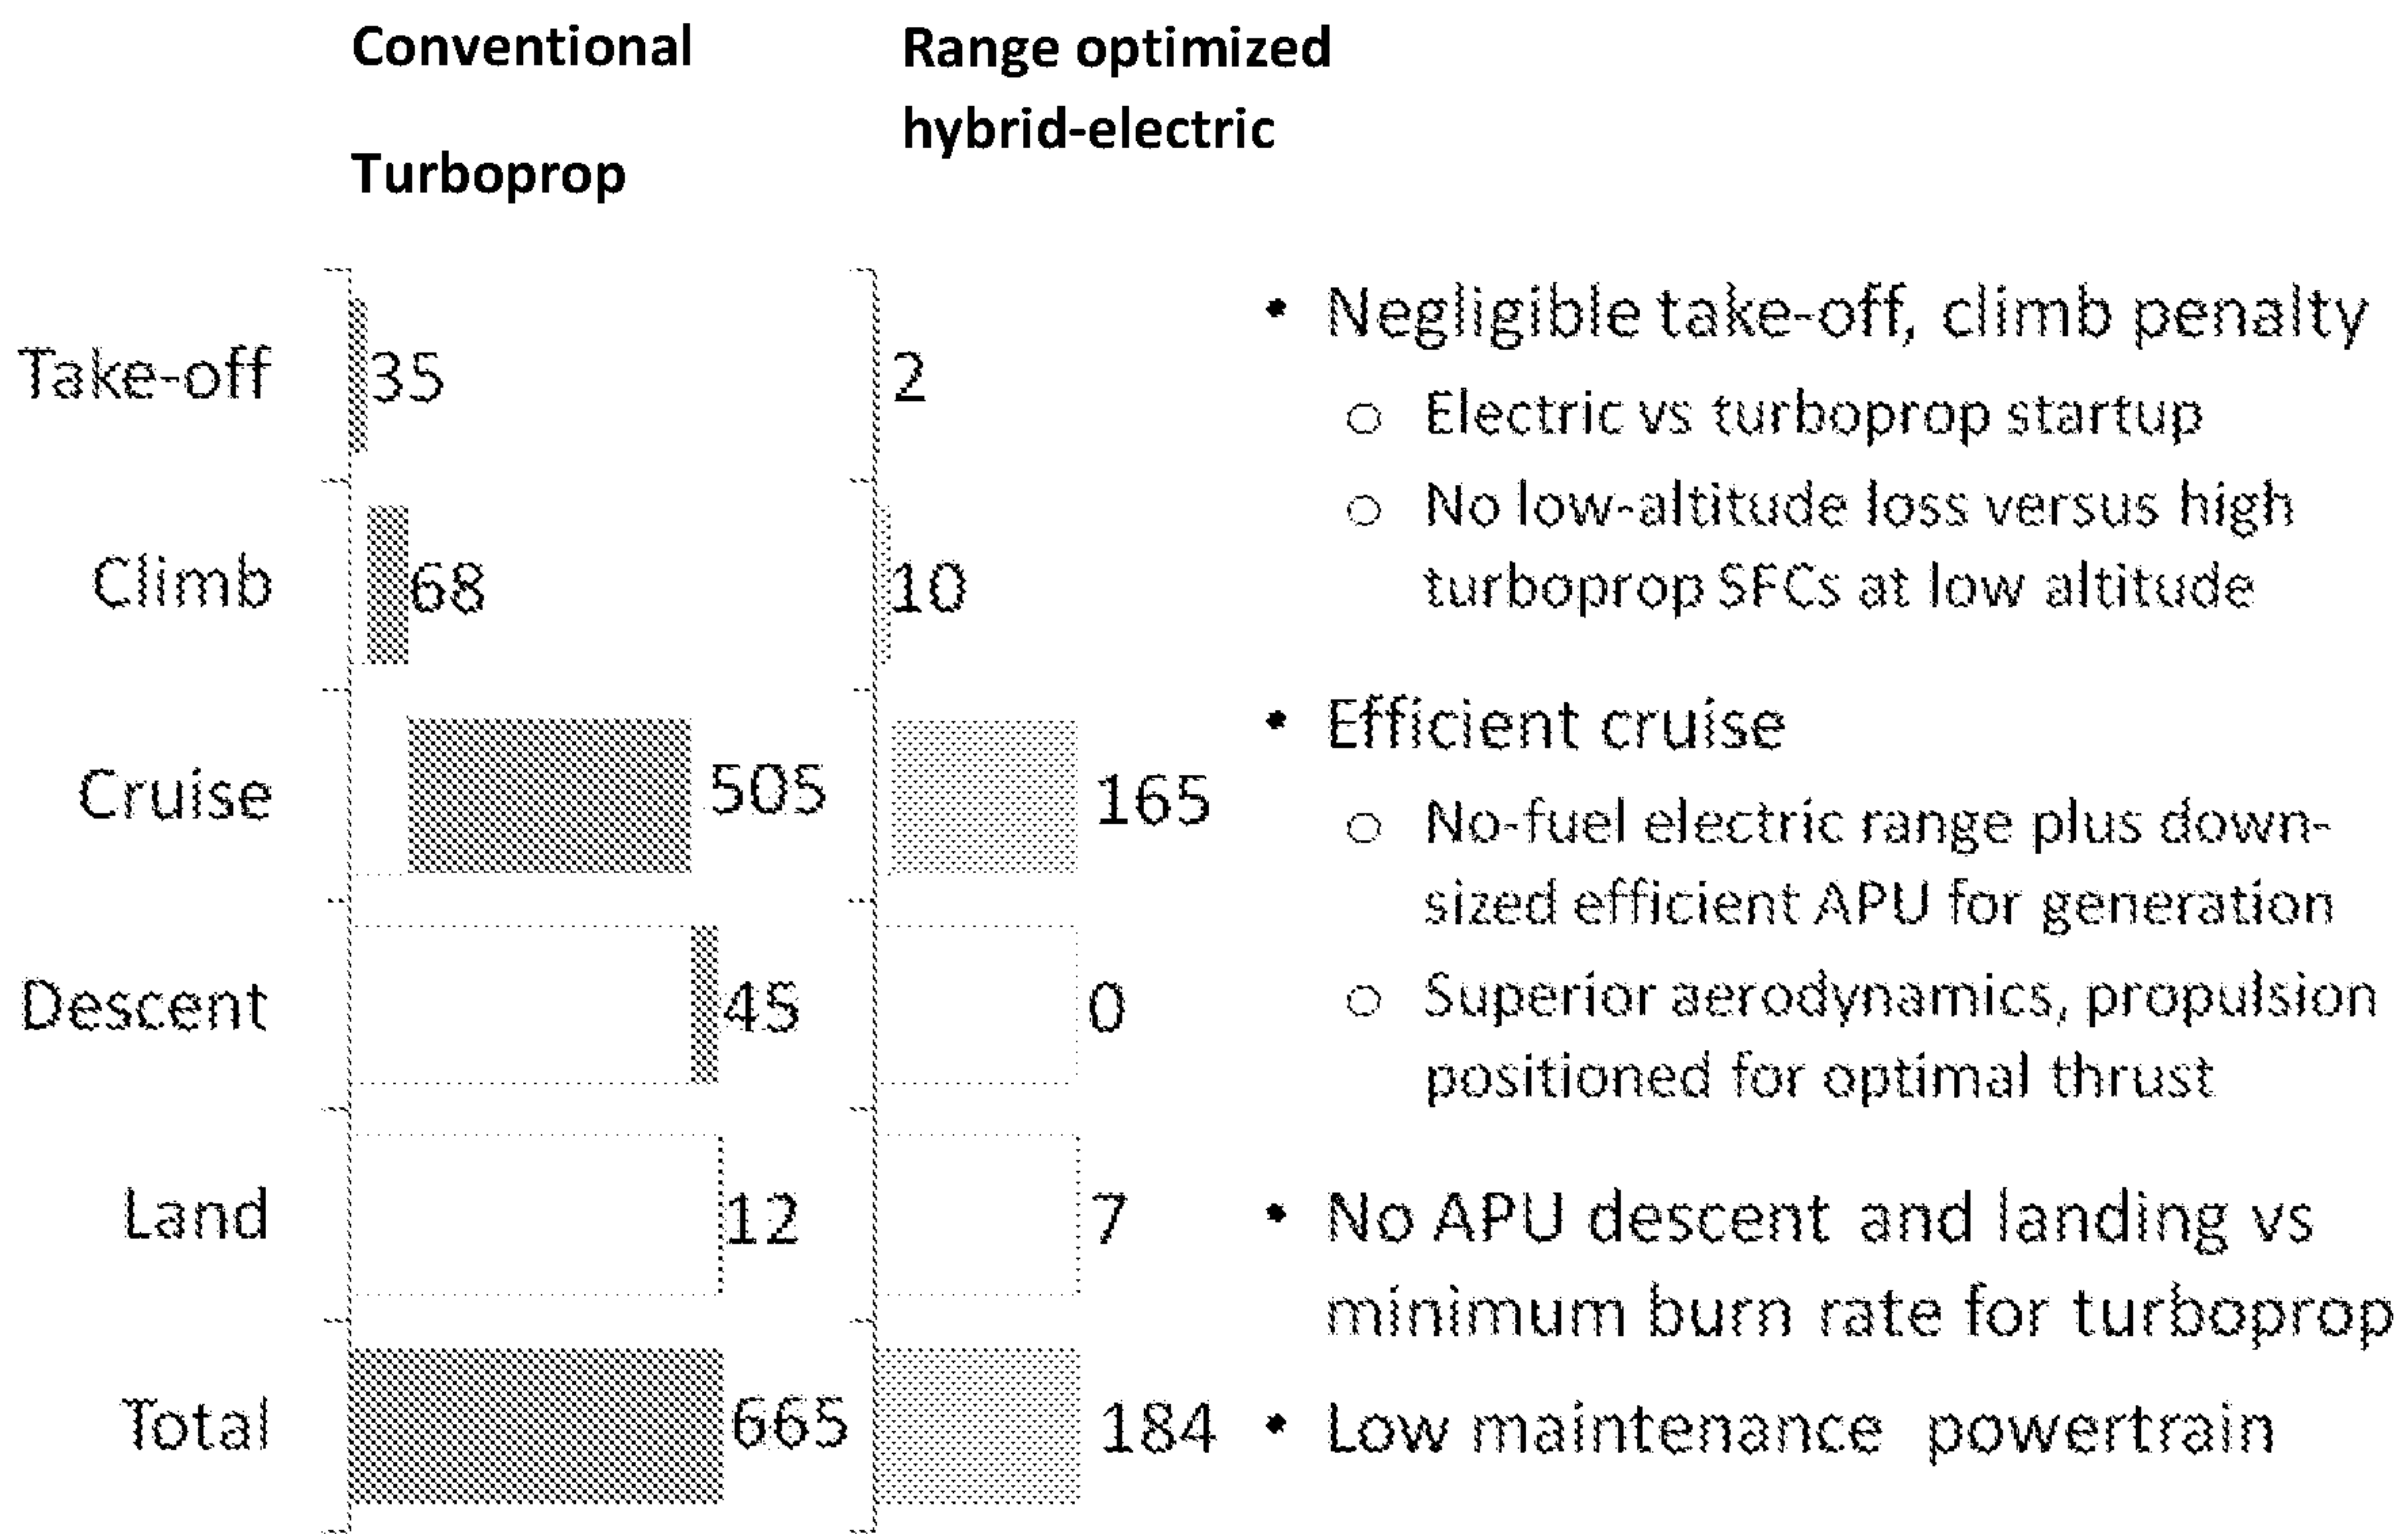 Conventional
Turboprop
Range optimized
hybrid-electric
Take-off
35
2
Climb
68
10
Cruise
505
165
Descent
45
0
Land
12
7
Total
665
184
• Negligible take-off, climb penalty
o Electric vs turboprop startup
o No low-altitude loss versus high
turboprop SFCs at low altitude
• Efficient cruise
o No-fuel electric range plus down-
sized efficient APU for generation
o Superior aerodynamics, propulsion
positioned for optimal thrust
• No APU descent and landing vs
minimum burn rate for turboprop
• Low maintenance powertrain